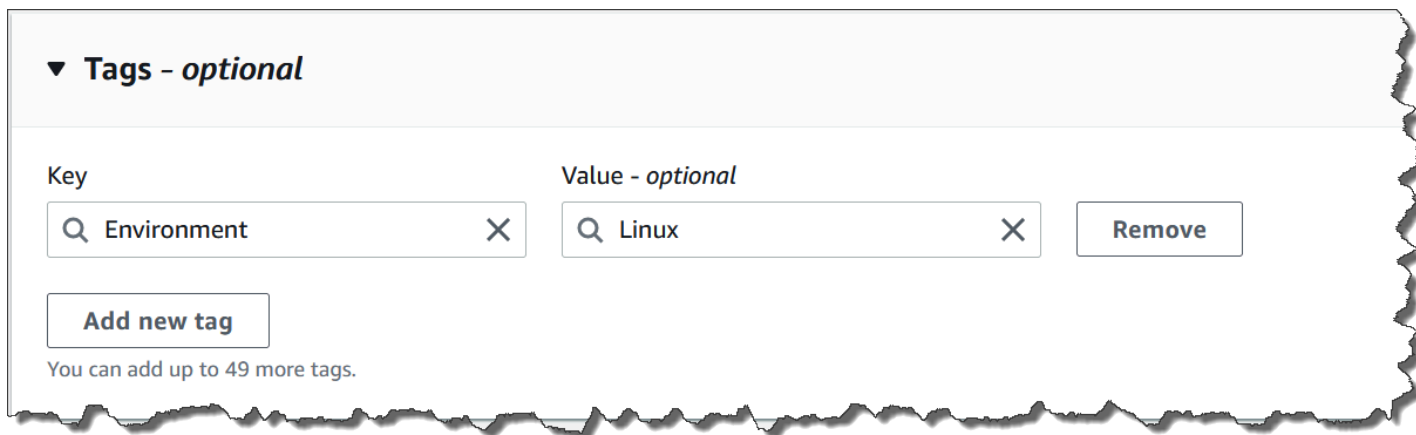 Tags - optional
Key
Value - optional
Environment
Linux
Remove
Add new tag
You can add up to 49 more tags.